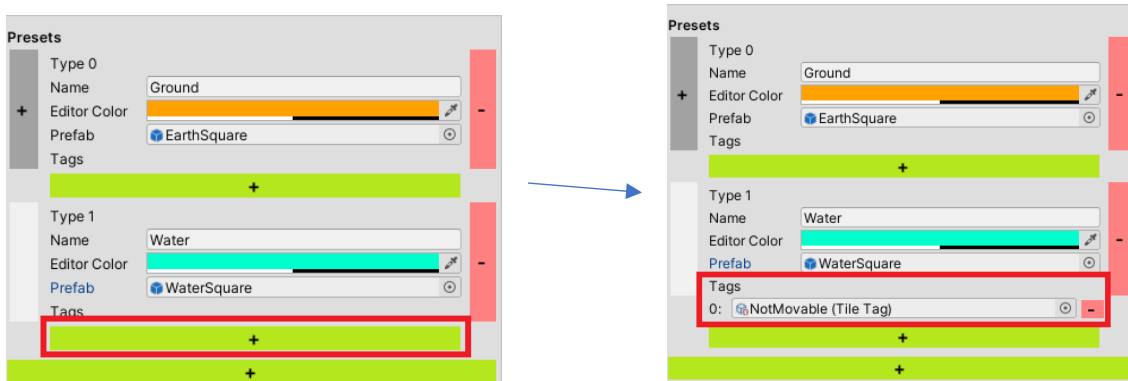 Presets
Type 0
Name Ground
+ Editor Color -
Prefab EarthSquare
Tags
+
Type 1
Name Water
Editor Color -
Prefab WaterSquare
Tags
+
+
Presets
Type 0
Name Ground
+ Editor Color -
Prefab EarthSquare
Tags
+
Type 1
Name Water
Editor Color -
Prefab WaterSquare
Tags
0: NotMovable (Tile Tag) -
+
+